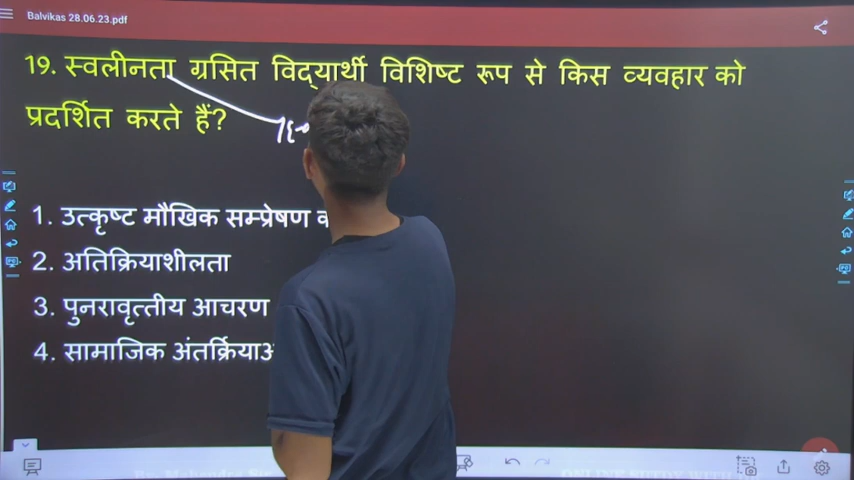 Balvikas 28.06.23.pdf
19. स्वलीनता ग्रसित विद्यार्थी विशिष्ट रूप से किस व्यवहार को
प्रदर्शित करते हैं?
1. उत्कृष्ट मौखिक सम्प्रेषण
2. अतिक्रियाशीलता
3. पुनरावृत्तीय आचरण
4. सामाजिक